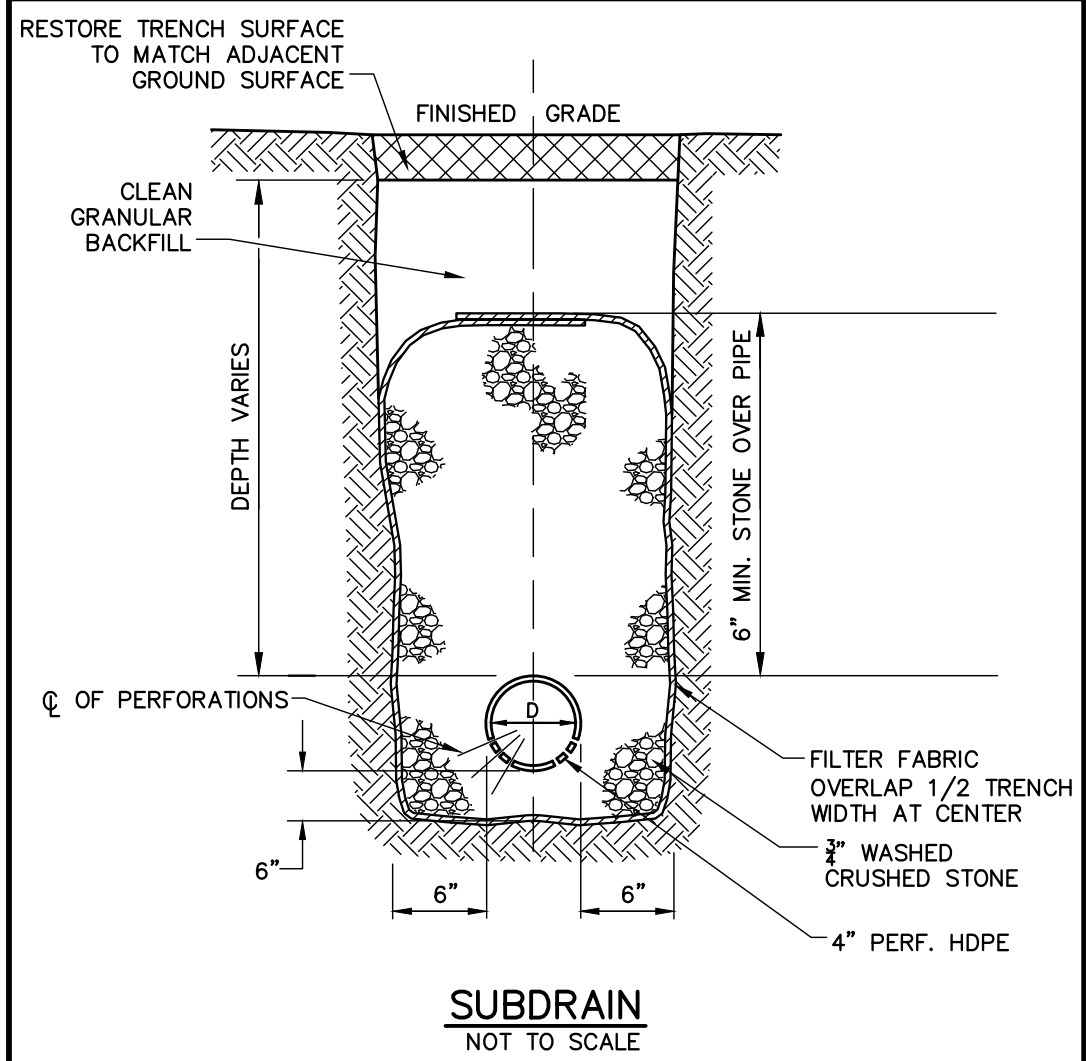 RESTORE TRENCH SURFACE
TO MATCH ADJACENT
GROUND SURFACE
FINISHED GRADE
CLEAN
GRANULAR
BACKFILL
DEPTH VARIES
6" MIN. STONE OVER PIPE
℄ OF PERFORATIONS
D
FILTER FABRIC
OVERLAP 1/2 TRENCH
WIDTH AT CENTER
3/4" WASHED
CRUSHED STONE
6"
6"
6"
4" PERF. HDPE
SUBDRAIN
NOT TO SCALE